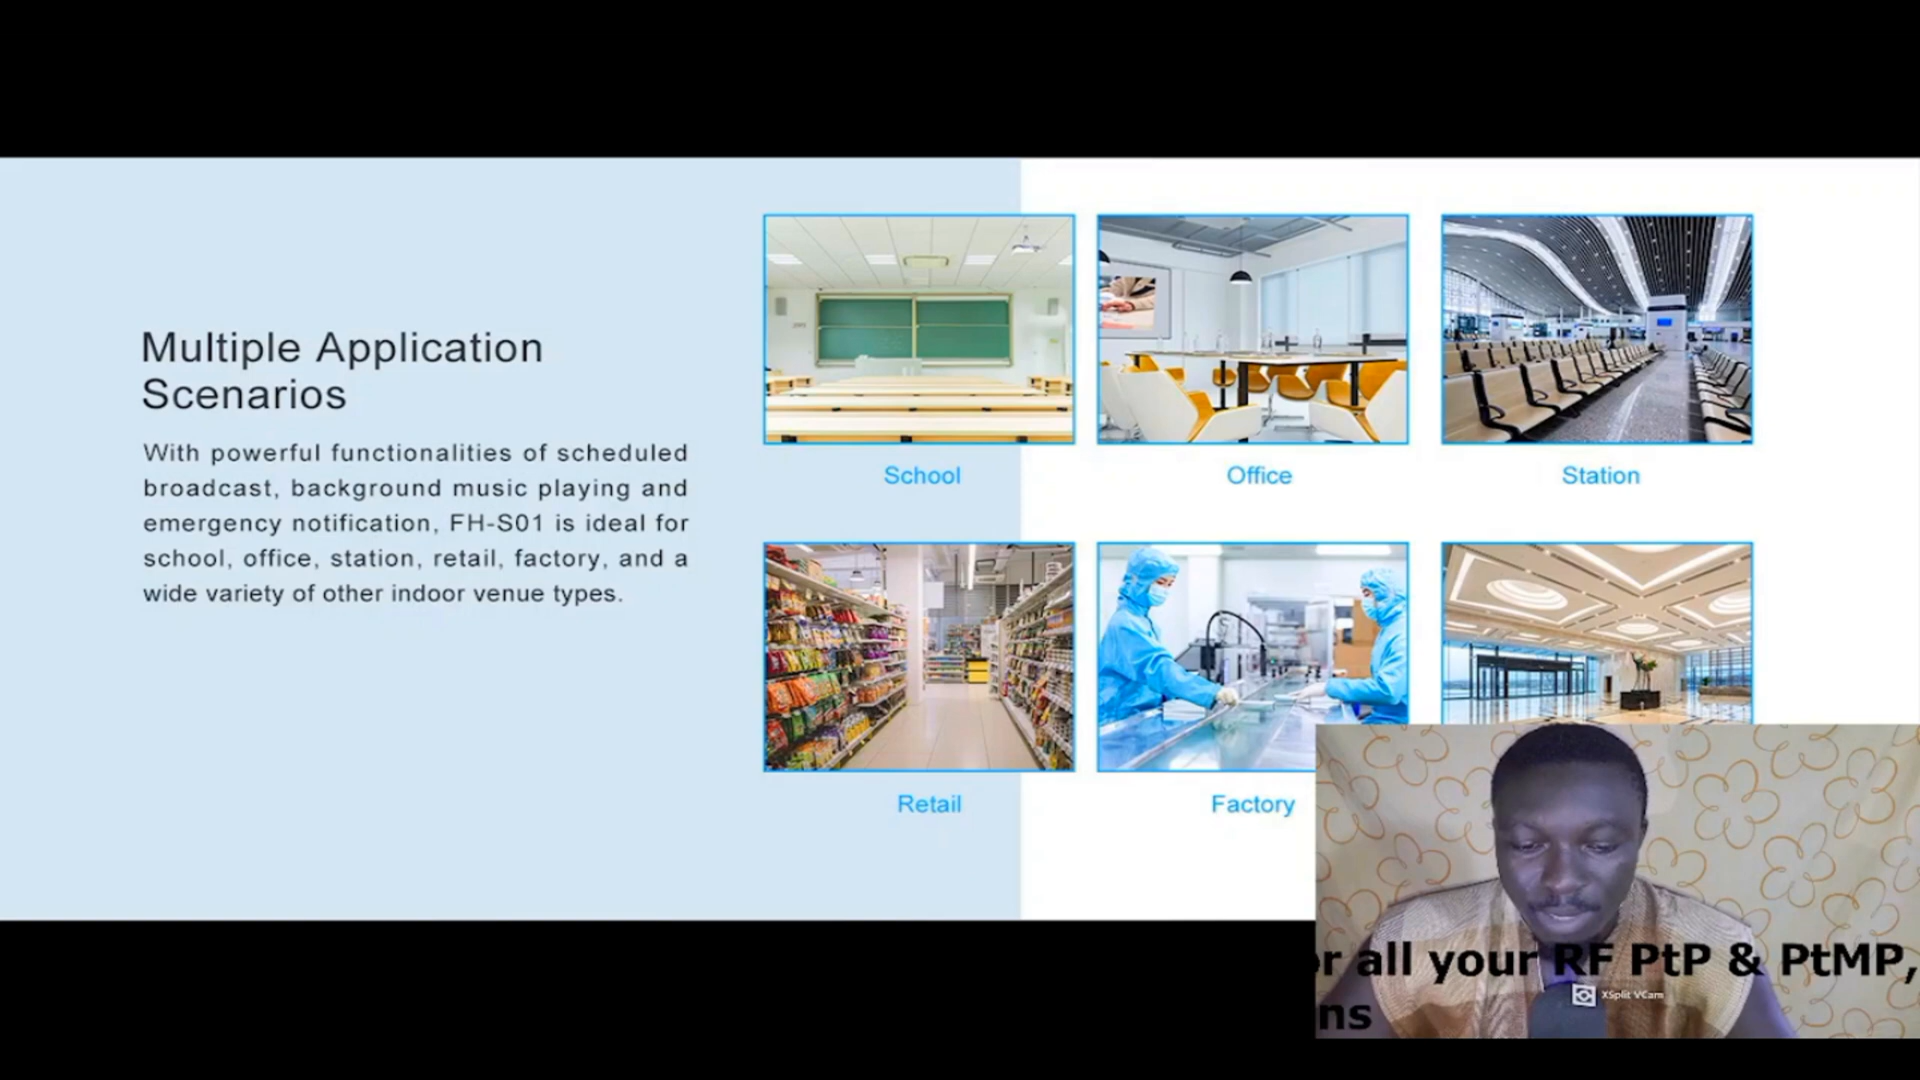 Multiple Application
Scenarios
With powerful functionalities of scheduled
broadcast, background music playing and
emergency notification, FH-S01 is ideal for
school, office, station, retail, factory, and a
wide variety of other indoor venue types.
School
Office
Station
Retail
Factory
all your RF PtP & PtMP,
XSplit VCam